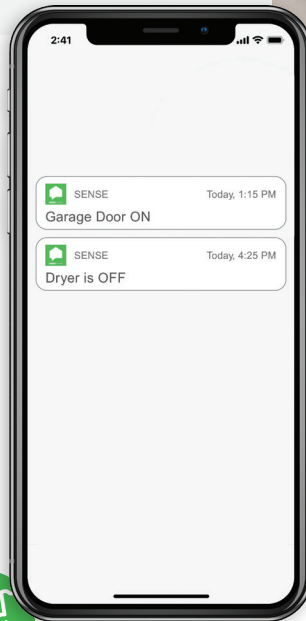 2:41
SENSE Today, 1:15 PM
Garage Door ON
SENSE Today, 4:25 PM
Dryer is OFF